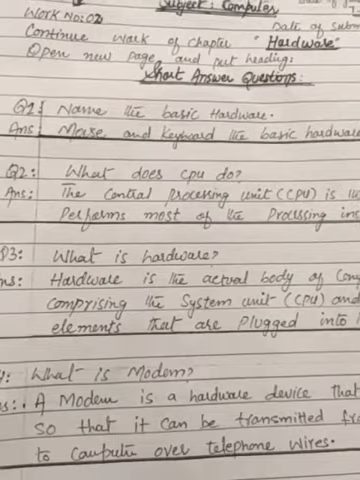 Subject: Computer
Work No: 02
Date of
Continue work of chapter "Hardware"
Open new page and put heading:
Short Answer Questions:
Q1: Name the basic Hardware.
Ans: Mouse and Keyboard the basic hardware
Q2: What does CPU do?
Ans: The Central Processing unit (CPU) is
Performs most of the Processing
Q3: What is hardware?
Ans: Hardware is the actual body of
comprising the System unit (CPU) and
elements that are Plugged into
What is Modem?
A Modem is a hardware device that
so that it can be transmitted
to Computer over telephone wires.